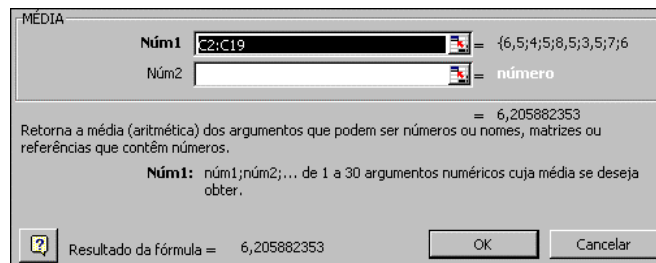 MÉDIA
Núm1 C2:C19 = {6,5;4;5;8,5;3,5;7;6
Núm2 = número
= 6,205882353
Retorna a média (aritmética) dos argumentos que podem ser números ou nomes, matrizes ou
referências que contêm números.
Núm1: núm1;núm2;... de 1 a 30 argumentos numéricos cuja média se deseja
obter.
? Resultado da fórmula = 6,205882353 OK Cancelar